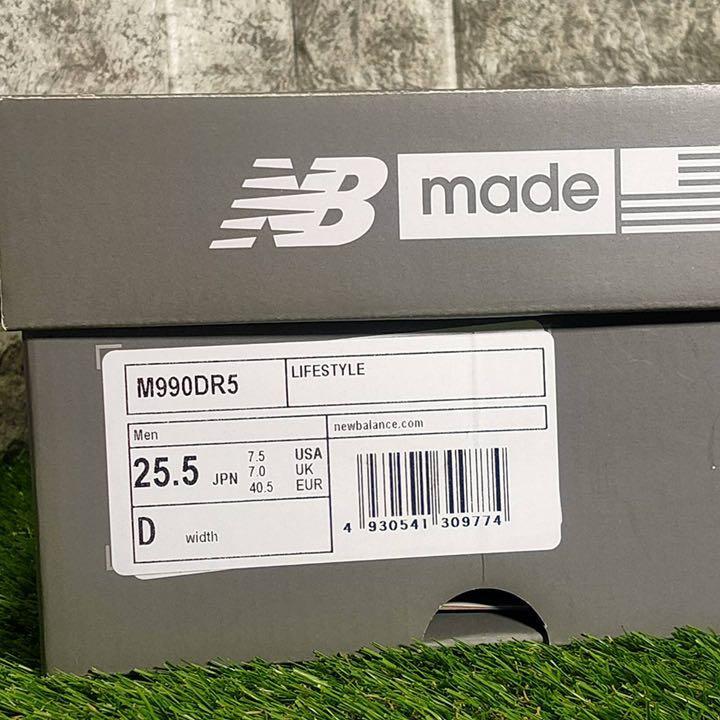 NB made
M990DR5
LIFESTYLE
Men
newbalance.com
25.5 JPN
7.5 USA
7.0 UK
40.5 EUR
D width
4 930541 309774